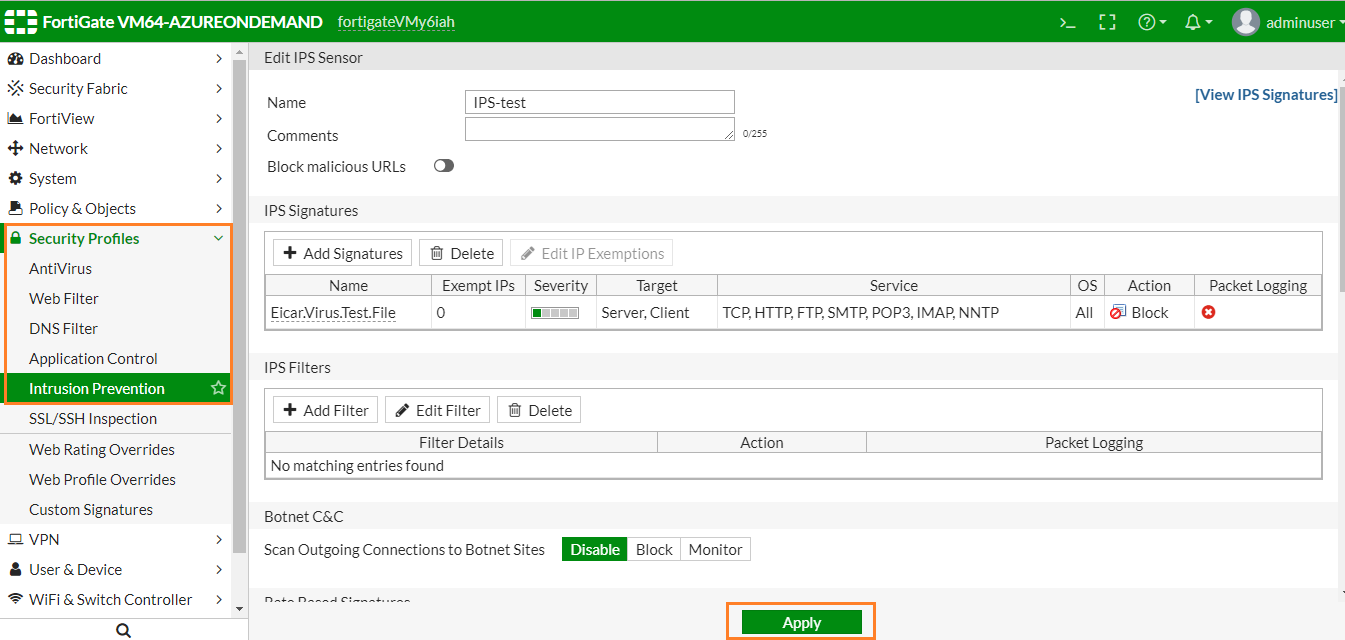 FortiGate VM64-AZUREONDEMAND fortigateVMy6iah >_ adminuser
Dashboard
Security Fabric
FortiView
Network
System
Policy & Objects
Security Profiles
AntiVirus
Web Filter
DNS Filter
Application Control
Intrusion Prevention
SSL/SSH Inspection
Web Rating Overrides
Web Profile Overrides
Custom Signatures
VPN
User & Device
WiFi & Switch Controller
Edit IPS Sensor
[View IPS Signatures]
Name IPS-test
Comments 0/255
Block malicious URLs
IPS Signatures
Add Signatures Delete Edit IP Exemptions
Name Exempt IPs Severity Target Service OS Action Packet Logging
Eicar.Virus.Test.File 0 Server, Client TCP, HTTP, FTP, SMTP, POP3, IMAP, NNTP All Block
IPS Filters
Add Filter Edit Filter Delete
Filter Details Action Packet Logging
No matching entries found
Botnet C&C
Scan Outgoing Connections to Botnet Sites Disable Block Monitor
Rate Based Signatures
Apply